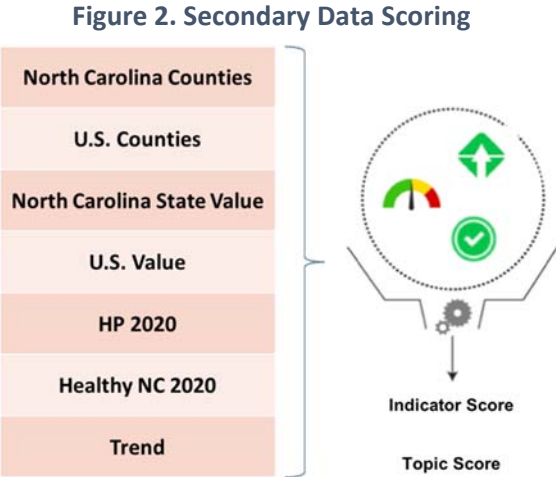 Figure 2. Secondary Data Scoring
North Carolina Counties
U.S. Counties
North Carolina State Value
U.S. Value
HP 2020
Healthy NC 2020
Trend
Indicator Score
Topic Score